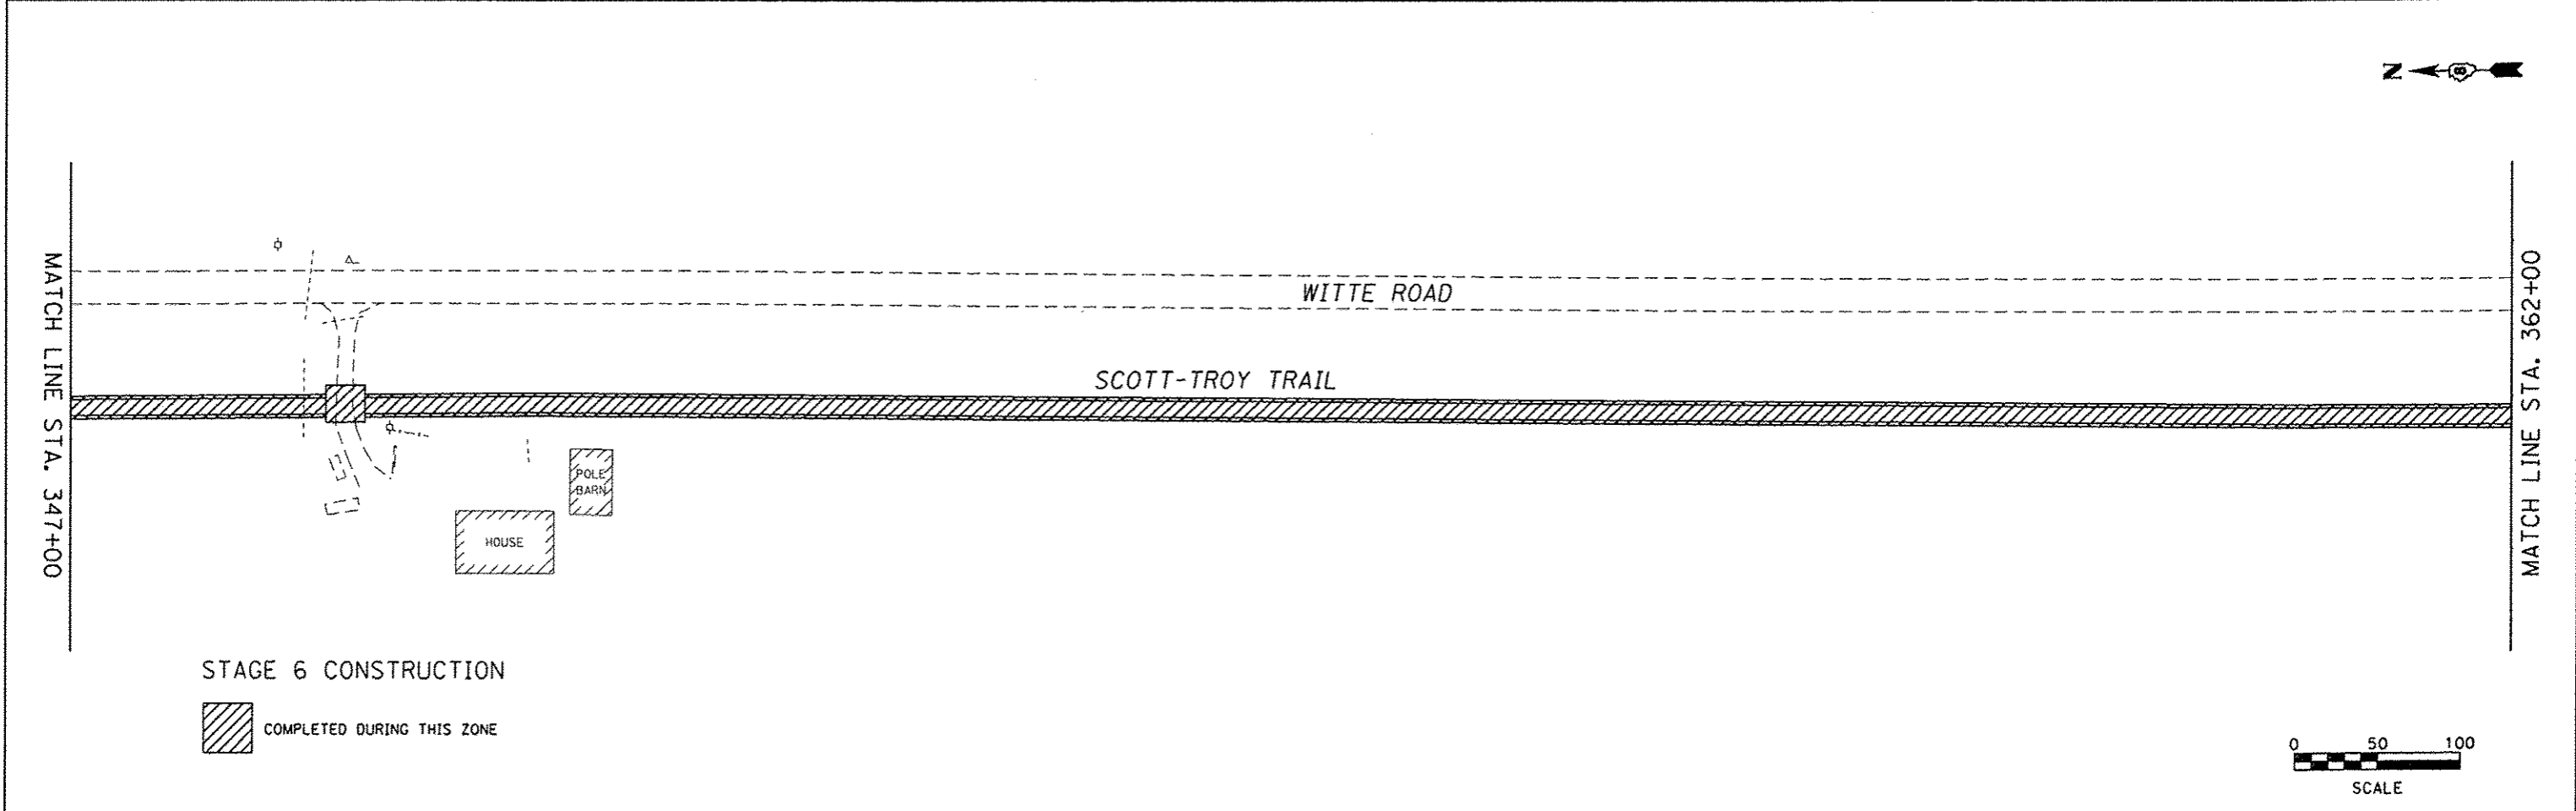 N
MATCH LINE STA. 347+00
WITTE ROAD
SCOTT-TROY TRAIL
MATCH LINE STA. 362+00
POLE
BARN
HOUSE
STAGE 6 CONSTRUCTION
COMPLETED DURING THIS ZONE
0 50 100
SCALE